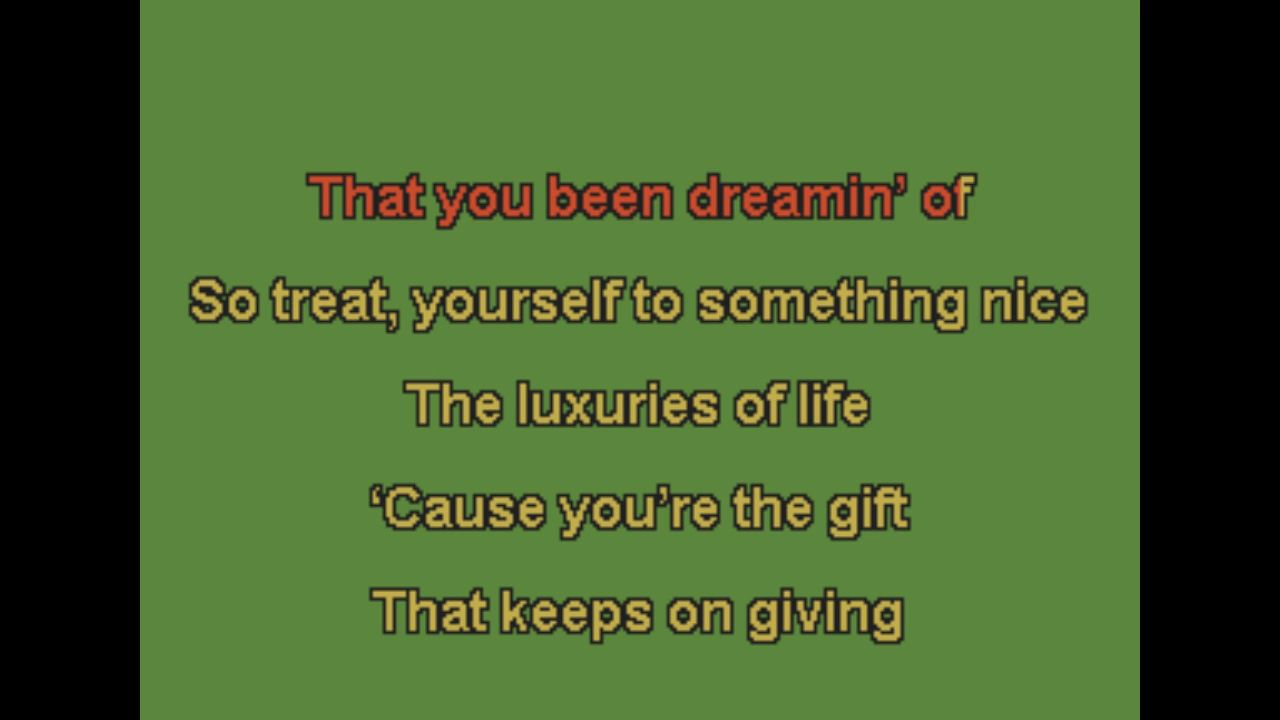 That you been dreamin’ of
So treat, yourself to something nice
The luxuries of life
‘Cause you’re the gift
That keeps on giving